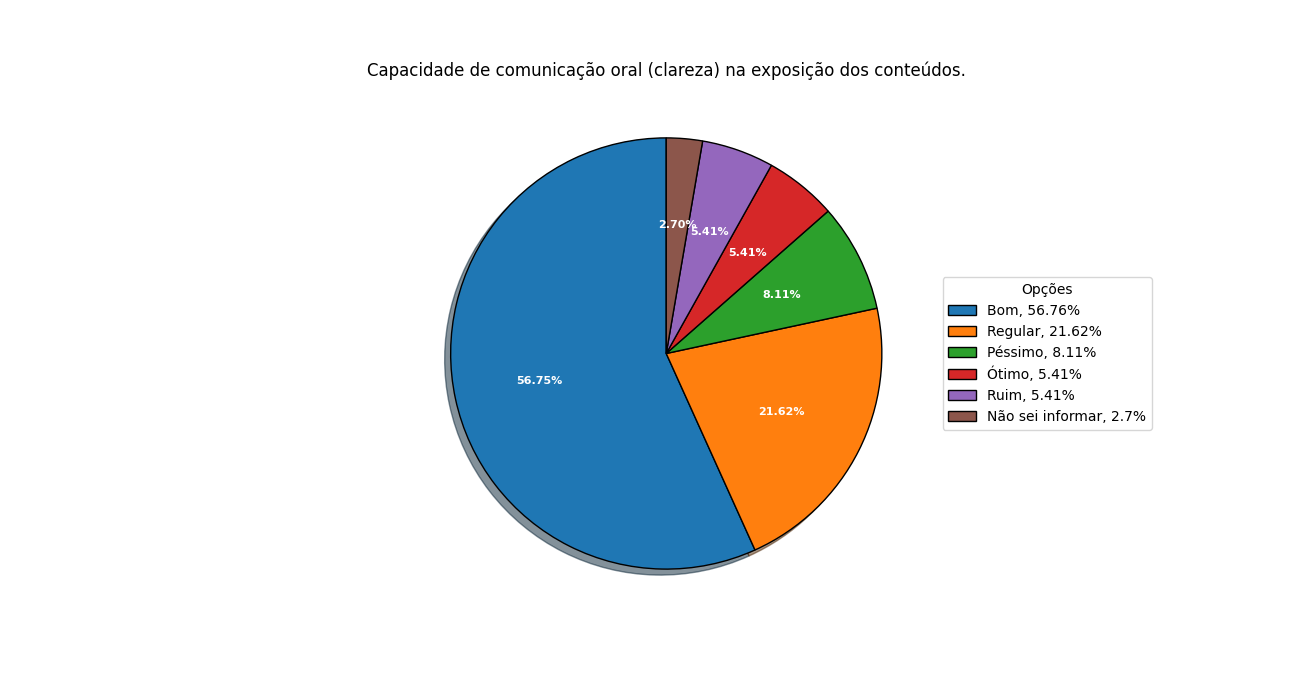 Capacidade de comunicação oral (clareza) na exposição dos conteúdos.
2.70%
5.41%
5.41%
8.11%
21.62%
56.75%
Opções
Bom, 56.76%
Regular, 21.62%
Péssimo, 8.11%
Ótimo, 5.41%
Ruim, 5.41%
Não sei informar, 2.7%